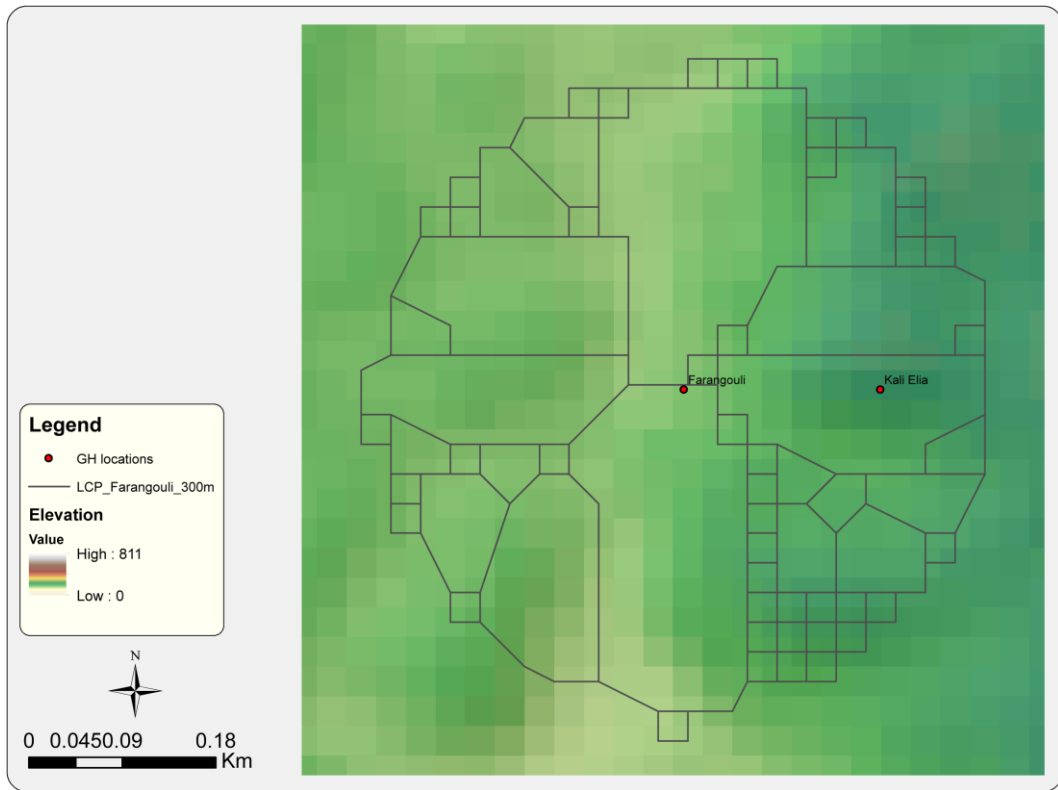 Farangouli
Kali Elia
Legend
GH locations
LCP_Farangouli_300m
Elevation
Value
High : 811
Low : 0
N
0 0.0450.09 0.18
Km